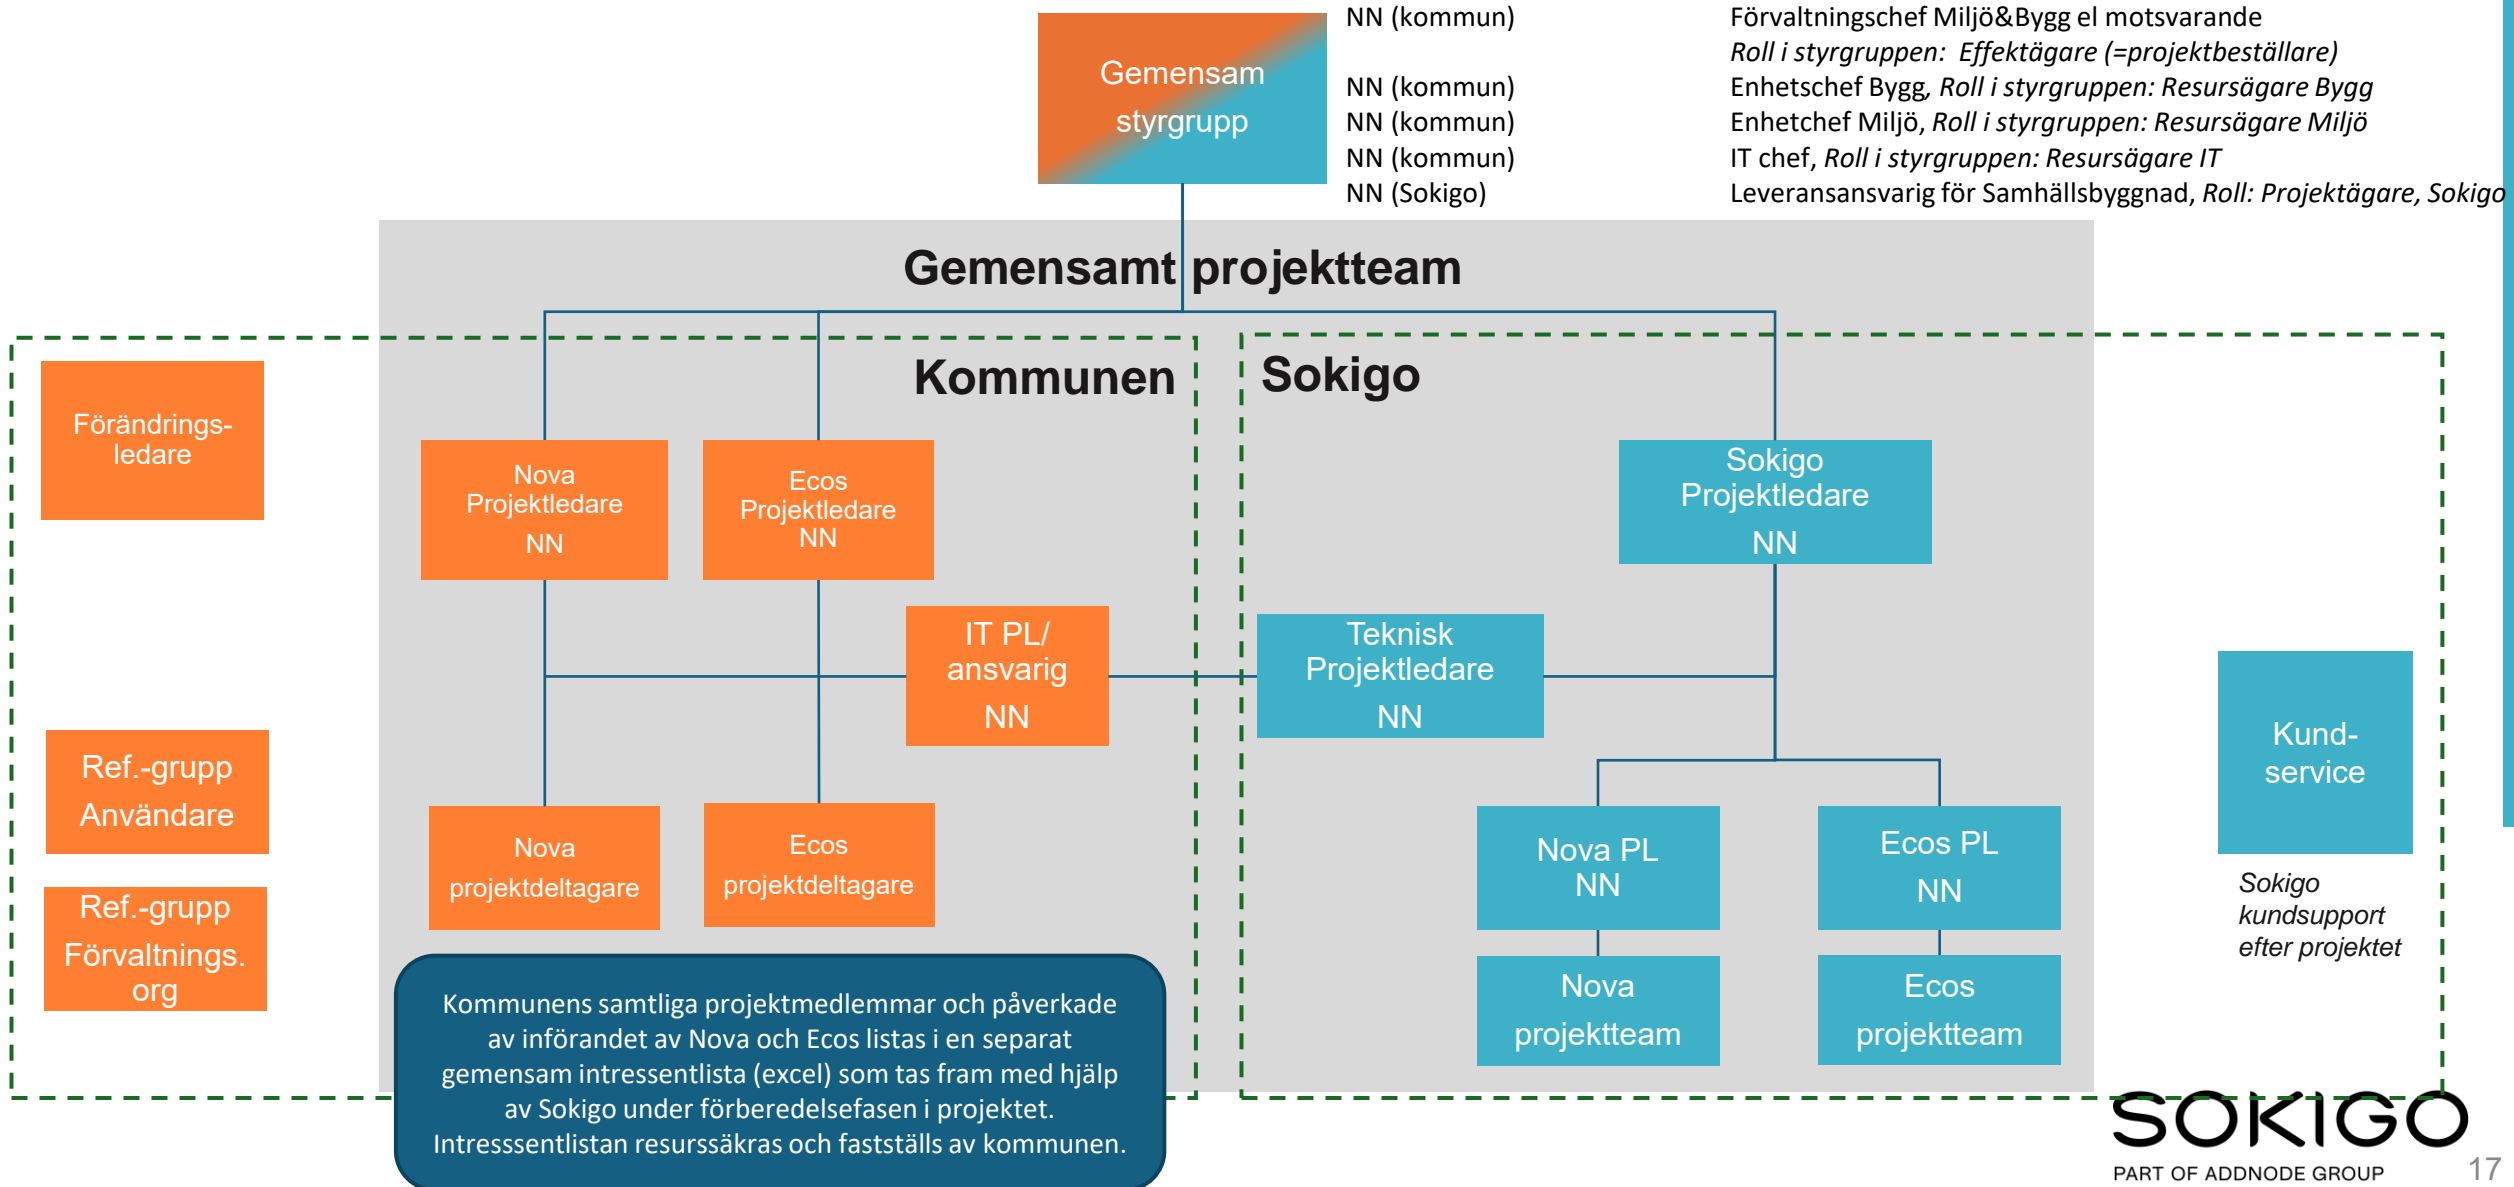 Gemensam
styrgrupp
NN (kommun) Förvaltningschef Miljö&Bygg el motsvarande
Roll i styrgruppen: Effektägare (=projektbeställare)
NN (kommun) Enhetschef Bygg, Roll i styrgruppen: Resursägare Bygg
NN (kommun) Enhetchef Miljö, Roll i styrgruppen: Resursägare Miljö
NN (kommun) IT chef, Roll i styrgruppen: Resursägare IT
NN (Sokigo) Leveransansvarig för Samhällsbyggnad, Roll: Projektägare, Sokigo
Gemensamt projektteam
Kommunen
Sokigo
Förändrings-
ledare
Nova
Projektledare
NN
Ecos
Projektledare
NN
Sokigo
Projektledare
NN
IT PL/
ansvarig
NN
Teknisk
Projektledare
NN
Ref.-grupp
Användare
Ref.-grupp
Förvaltnings.
org
Nova
projektdeltagare
Ecos
projektdeltagare
Nova PL
NN
Ecos PL
NN
Nova
projektteam
Ecos
projektteam
Kund-
service
Sokigo
kundsupport
efter projektet
Kommunens samtliga projektmedlemmar och påverkade
av införandet av Nova och Ecos listas i en separat
gemensam intressentlista (excel) som tas fram med hjälp
av Sokigo under förberedelsefasen i projektet.
Intresssentlistan resurssäkras och fastställs av kommunen.
SOKIGO
PART OF ADDNODE GROUP
17